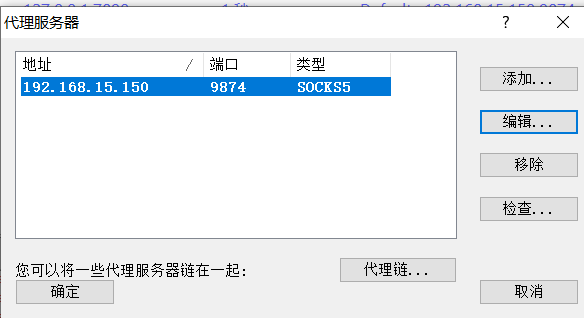 代理服务器
地址 / 端口 类型
192.168.15.150 9874 SOCKS5
添加...
编辑...
移除
检查...
您可以将一些代理服务器链在一起：
代理链...
确定
取消